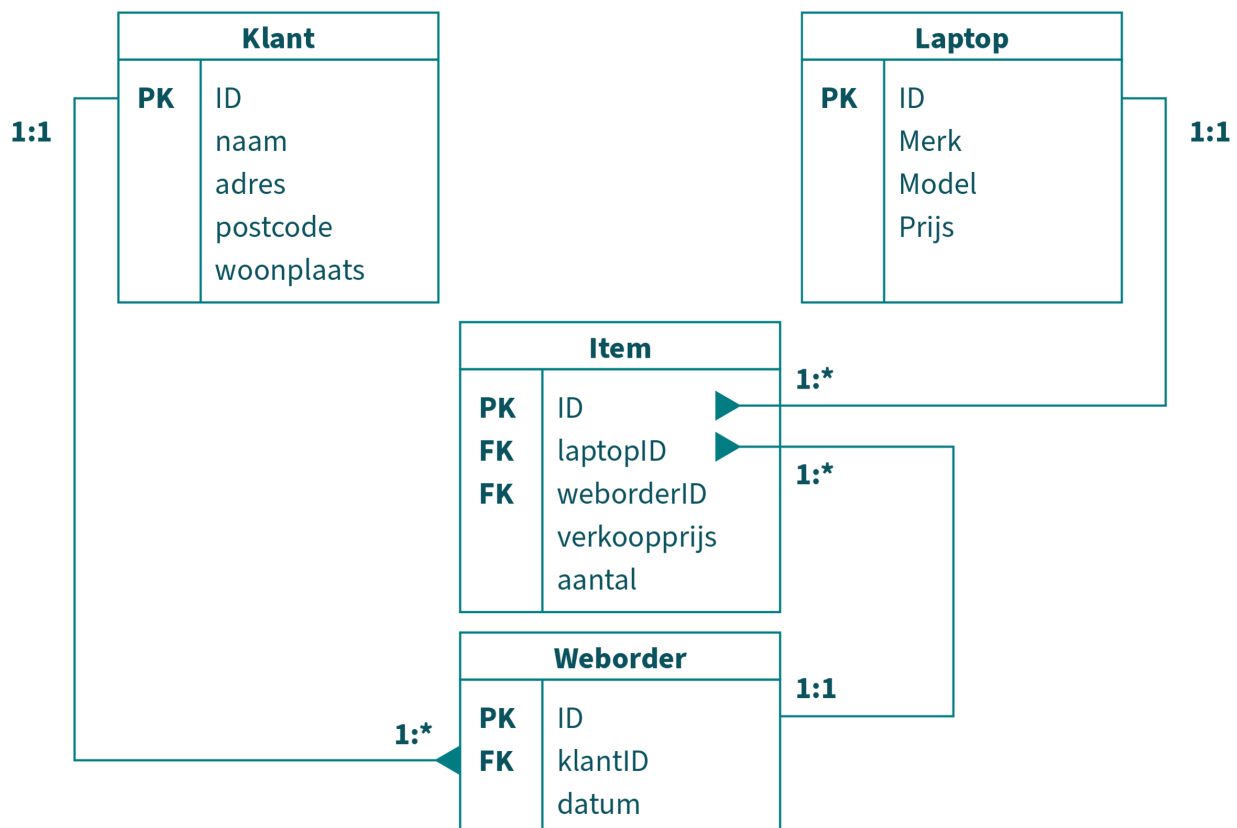 Klant
PK ID
naam
adres
postcode
woonplaats
1:1
Laptop
PK ID
Merk
Model
Prijs
1:1
Item
PK ID
FK laptopID
FK weborderID
verkoopprijs
aantal
1:*
1:*
Weborder
PK ID
FK klantID
datum
1:1
1:*